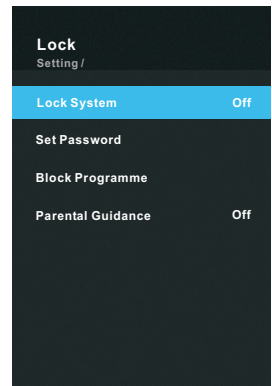 Lock
Setting /
Lock System Off
Set Password
Block Programme
Parental Guidance Off